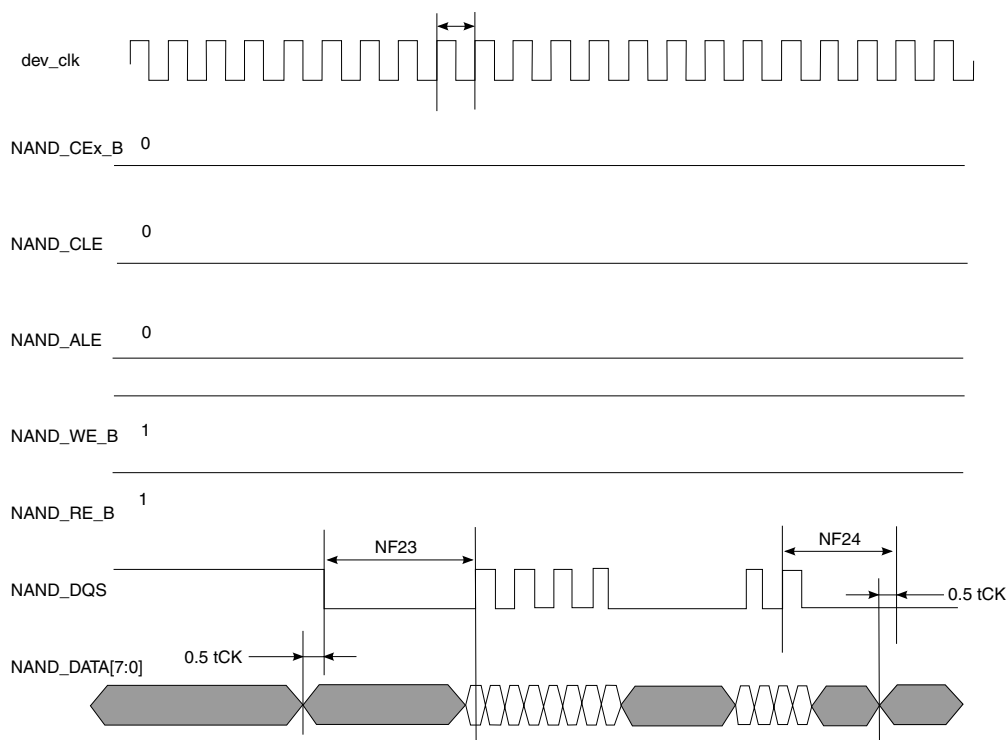 dev_clk
NAND_CEx_B 0
NAND_CLE 0
NAND_ALE 0
NAND_WE_B 1
NAND_RE_B 1
NF23
NF24
NAND_DQS
0.5 tCK
0.5 tCK
NAND_DATA[7:0]